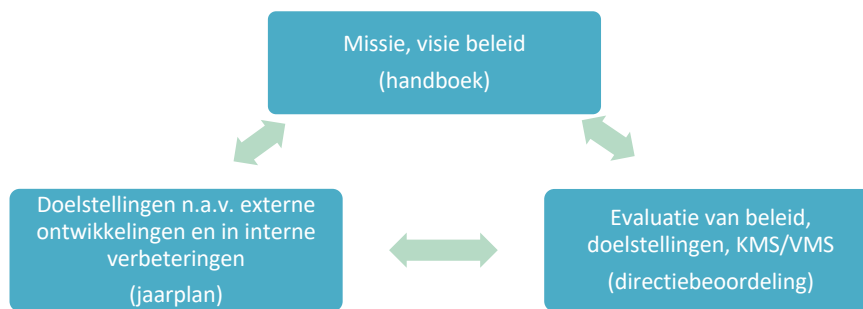 Missie, visie beleid
(handboek)
Doelstellingen n.a.v. externe
ontwikkelingen en in interne
verbeteringen
(jaarplan)
Evaluatie van beleid,
doelstellingen, KMS/VMS
(directiebeoordeling)